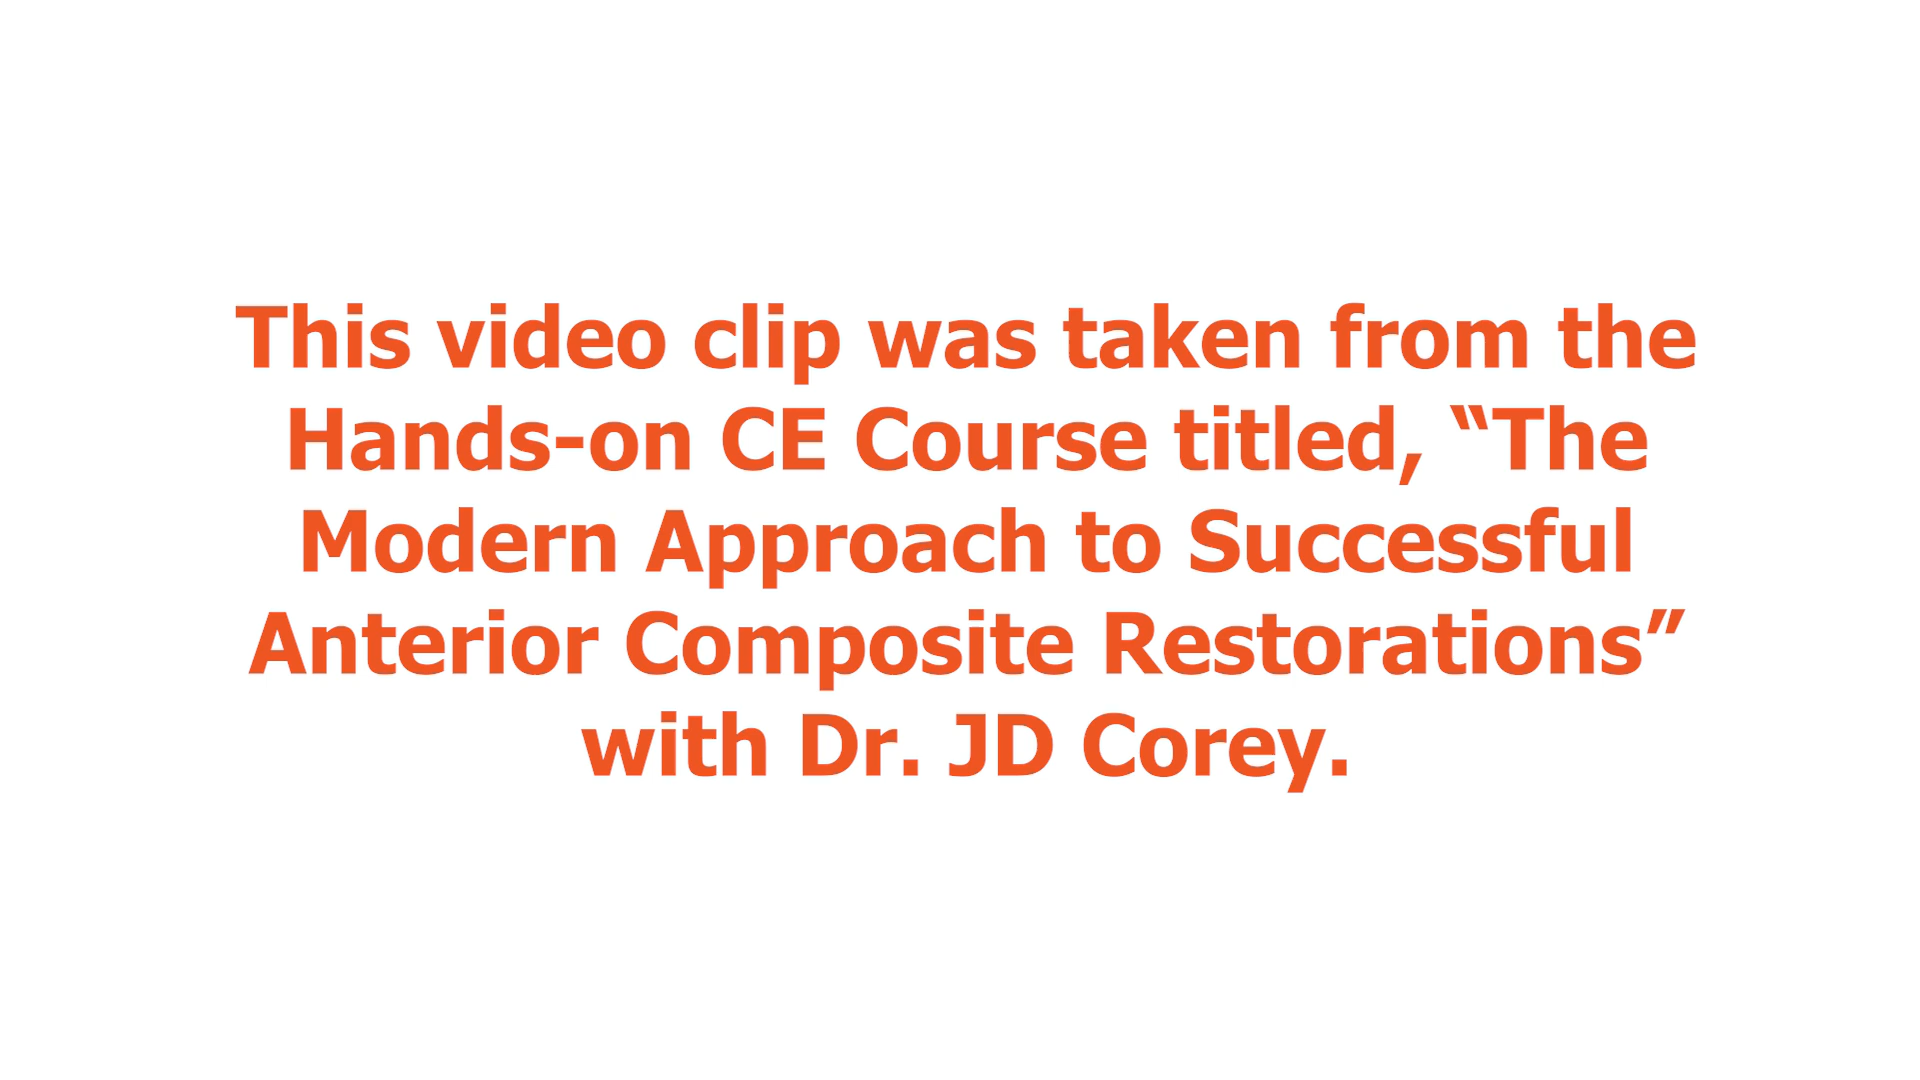 This video clip was taken from the
Hands-on CE Course titled, “The
Modern Approach to Successful
Anterior Composite Restorations”
with Dr. JD Corey.